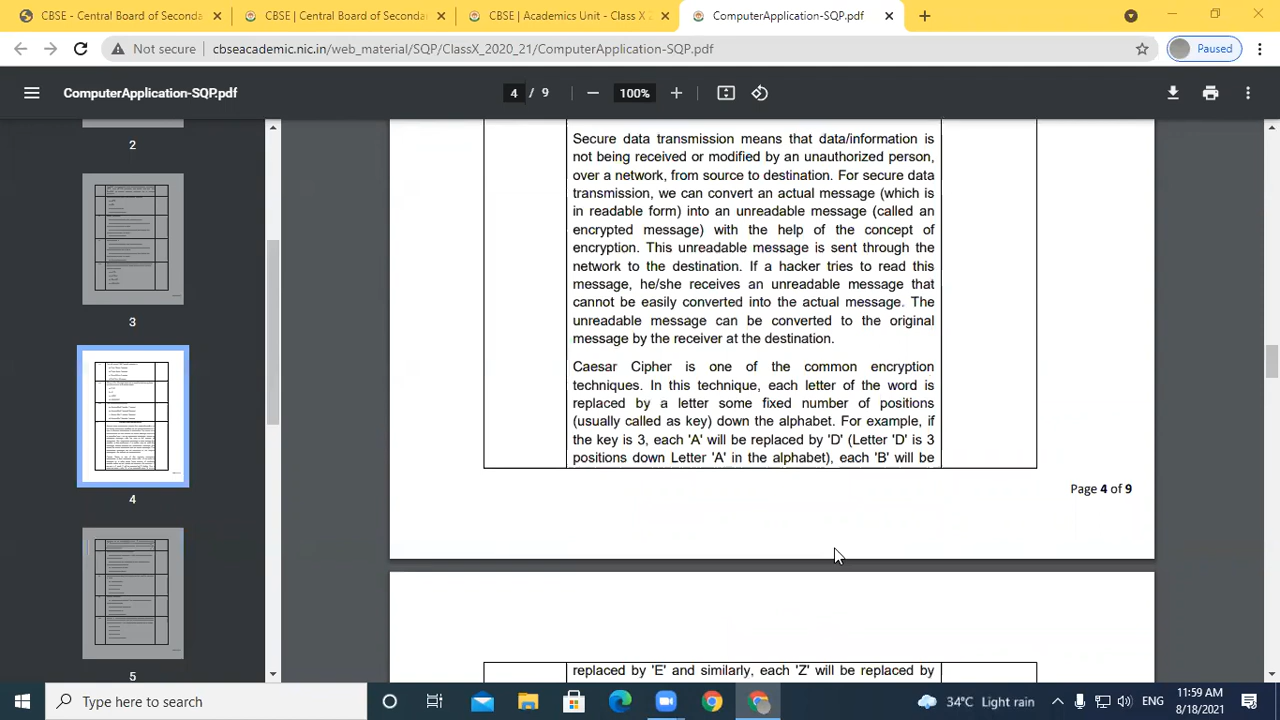 CBSE - Central Board of Seconda
CBSE | Central Board of Seconda
CBSE | Academics Unit - Class X 2
ComputerApplication-SQP.pdf
Not secure
cbseacademic.nic.in/web_material/SQP/ClassX_2020_21/ComputerApplication-SQP.pdf
Paused
ComputerApplication-SQP.pdf
4 / 9
100%
2
3
4
5
Secure data transmission means that data/information is
not being received or modified by an unauthorized person,
over a network, from source to destination. For secure data
transmission, we can convert an actual message (which is
in readable form) into an unreadable message (called an
encrypted message) with the help of the concept of
encryption. This unreadable message is sent through the
network to the destination. If a hacker tries to read this
message, he/she receives an unreadable message that
cannot be easily converted into the actual message. The
unreadable message can be converted to the original
message by the receiver at the destination.
Caesar Cipher is one of the common encryption
techniques. In this technique, each letter of the word is
replaced by a letter some fixed number of positions
(usually called as key) down the alphabet. For example, if
the key is 3, each 'A' will be replaced by 'D' (Letter 'D' is 3
positions down Letter 'A' in the alphabet), each 'B' will be
Page 4 of 9
replaced by 'E' and similarly, each 'Z' will be replaced by
Type here to search
34°C Light rain
ENG
11:59 AM
8/18/2021